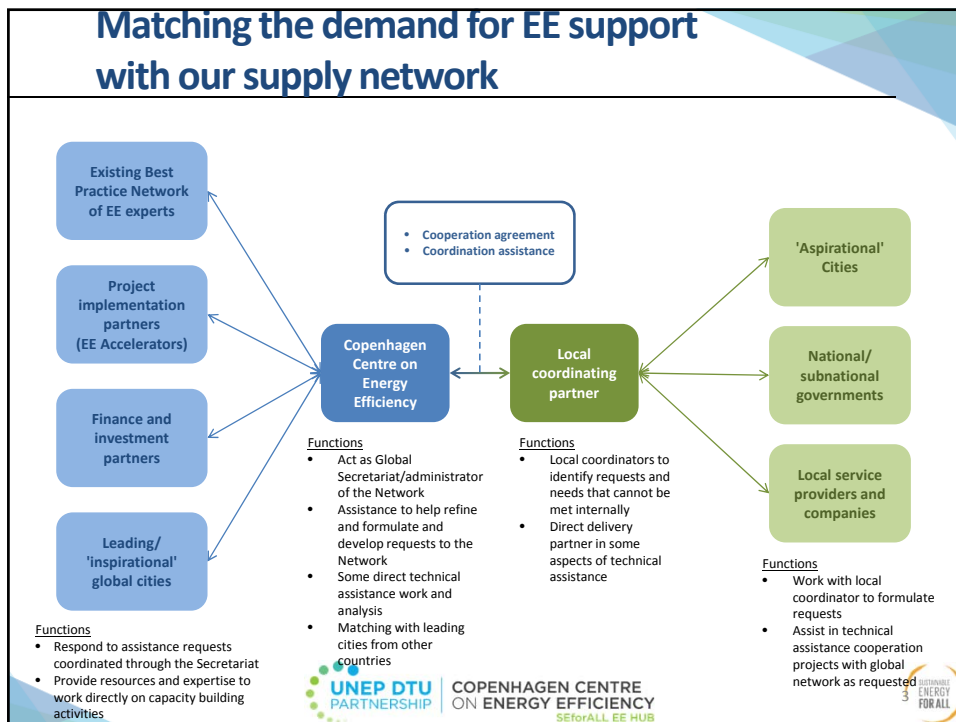 Matching the demand for EE support
with our supply network
Existing Best
Practice Network
of EE experts
Project
implementation
partners
(EE Accelerators)
Finance and
investment
partners
Leading/
'inspirational'
global cities
Functions
• Respond to assistance requests
coordinated through the Secretariat
• Provide resources and expertise to
work directly on capacity building
activities
• Cooperation agreement
• Coordination assistance
Copenhagen
Centre on
Energy
Efficiency
Functions
• Act as Global
Secretariat/administrator
of the Network
• Assistance to help refine
and formulate and
develop requests to the
Network
• Some direct technical
assistance work and
analysis
• Matching with leading
cities from other
countries
Local
coordinating
partner
Functions
• Local coordinators to
identify requests and
needs that cannot be
met internally
• Direct delivery
partner in some
aspects of technical
assistance
'Aspirational'
Cities
National/
subnational
governments
Local service
providers and
companies
Functions
• Work with local
coordinator to formulate
requests
• Assist in technical
assistance cooperation
projects with global
network as requested
UNEP DTU
PARTNERSHIP
COPENHAGEN CENTRE
ON ENERGY EFFICIENCY
SEforALL EE HUB
3
SUSTAINABLE
ENERGY
FOR ALL